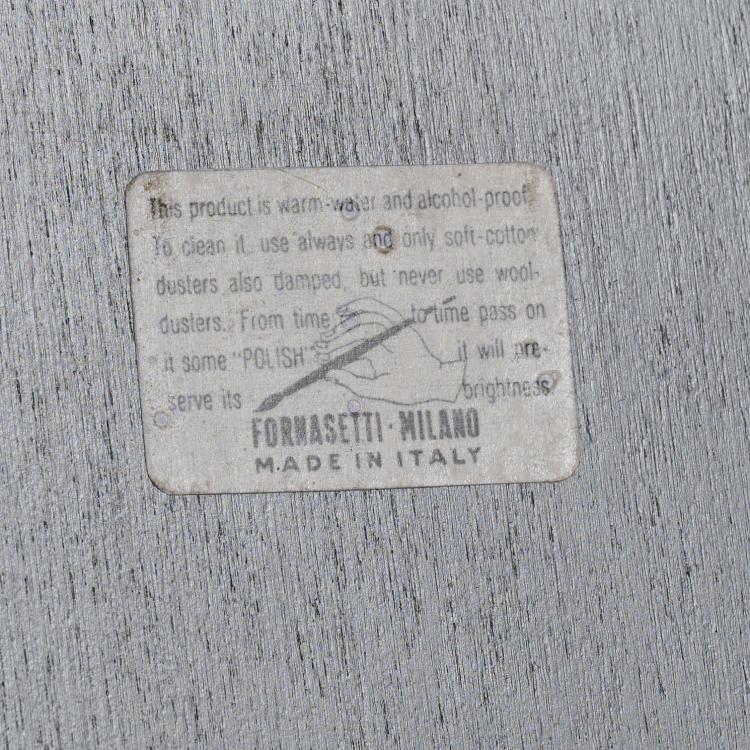 This product is warm-water and alcohol-proof.
To clean it use always and only soft-cotton
dusters also damped, but never use wool-
dusters. From time to time pass on
it some "POLISH" it will pre-
serve its brightness.
FORNASETTI · MILANO
MADE IN ITALY